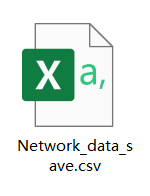 X
a,
Network_data_s
ave.csv